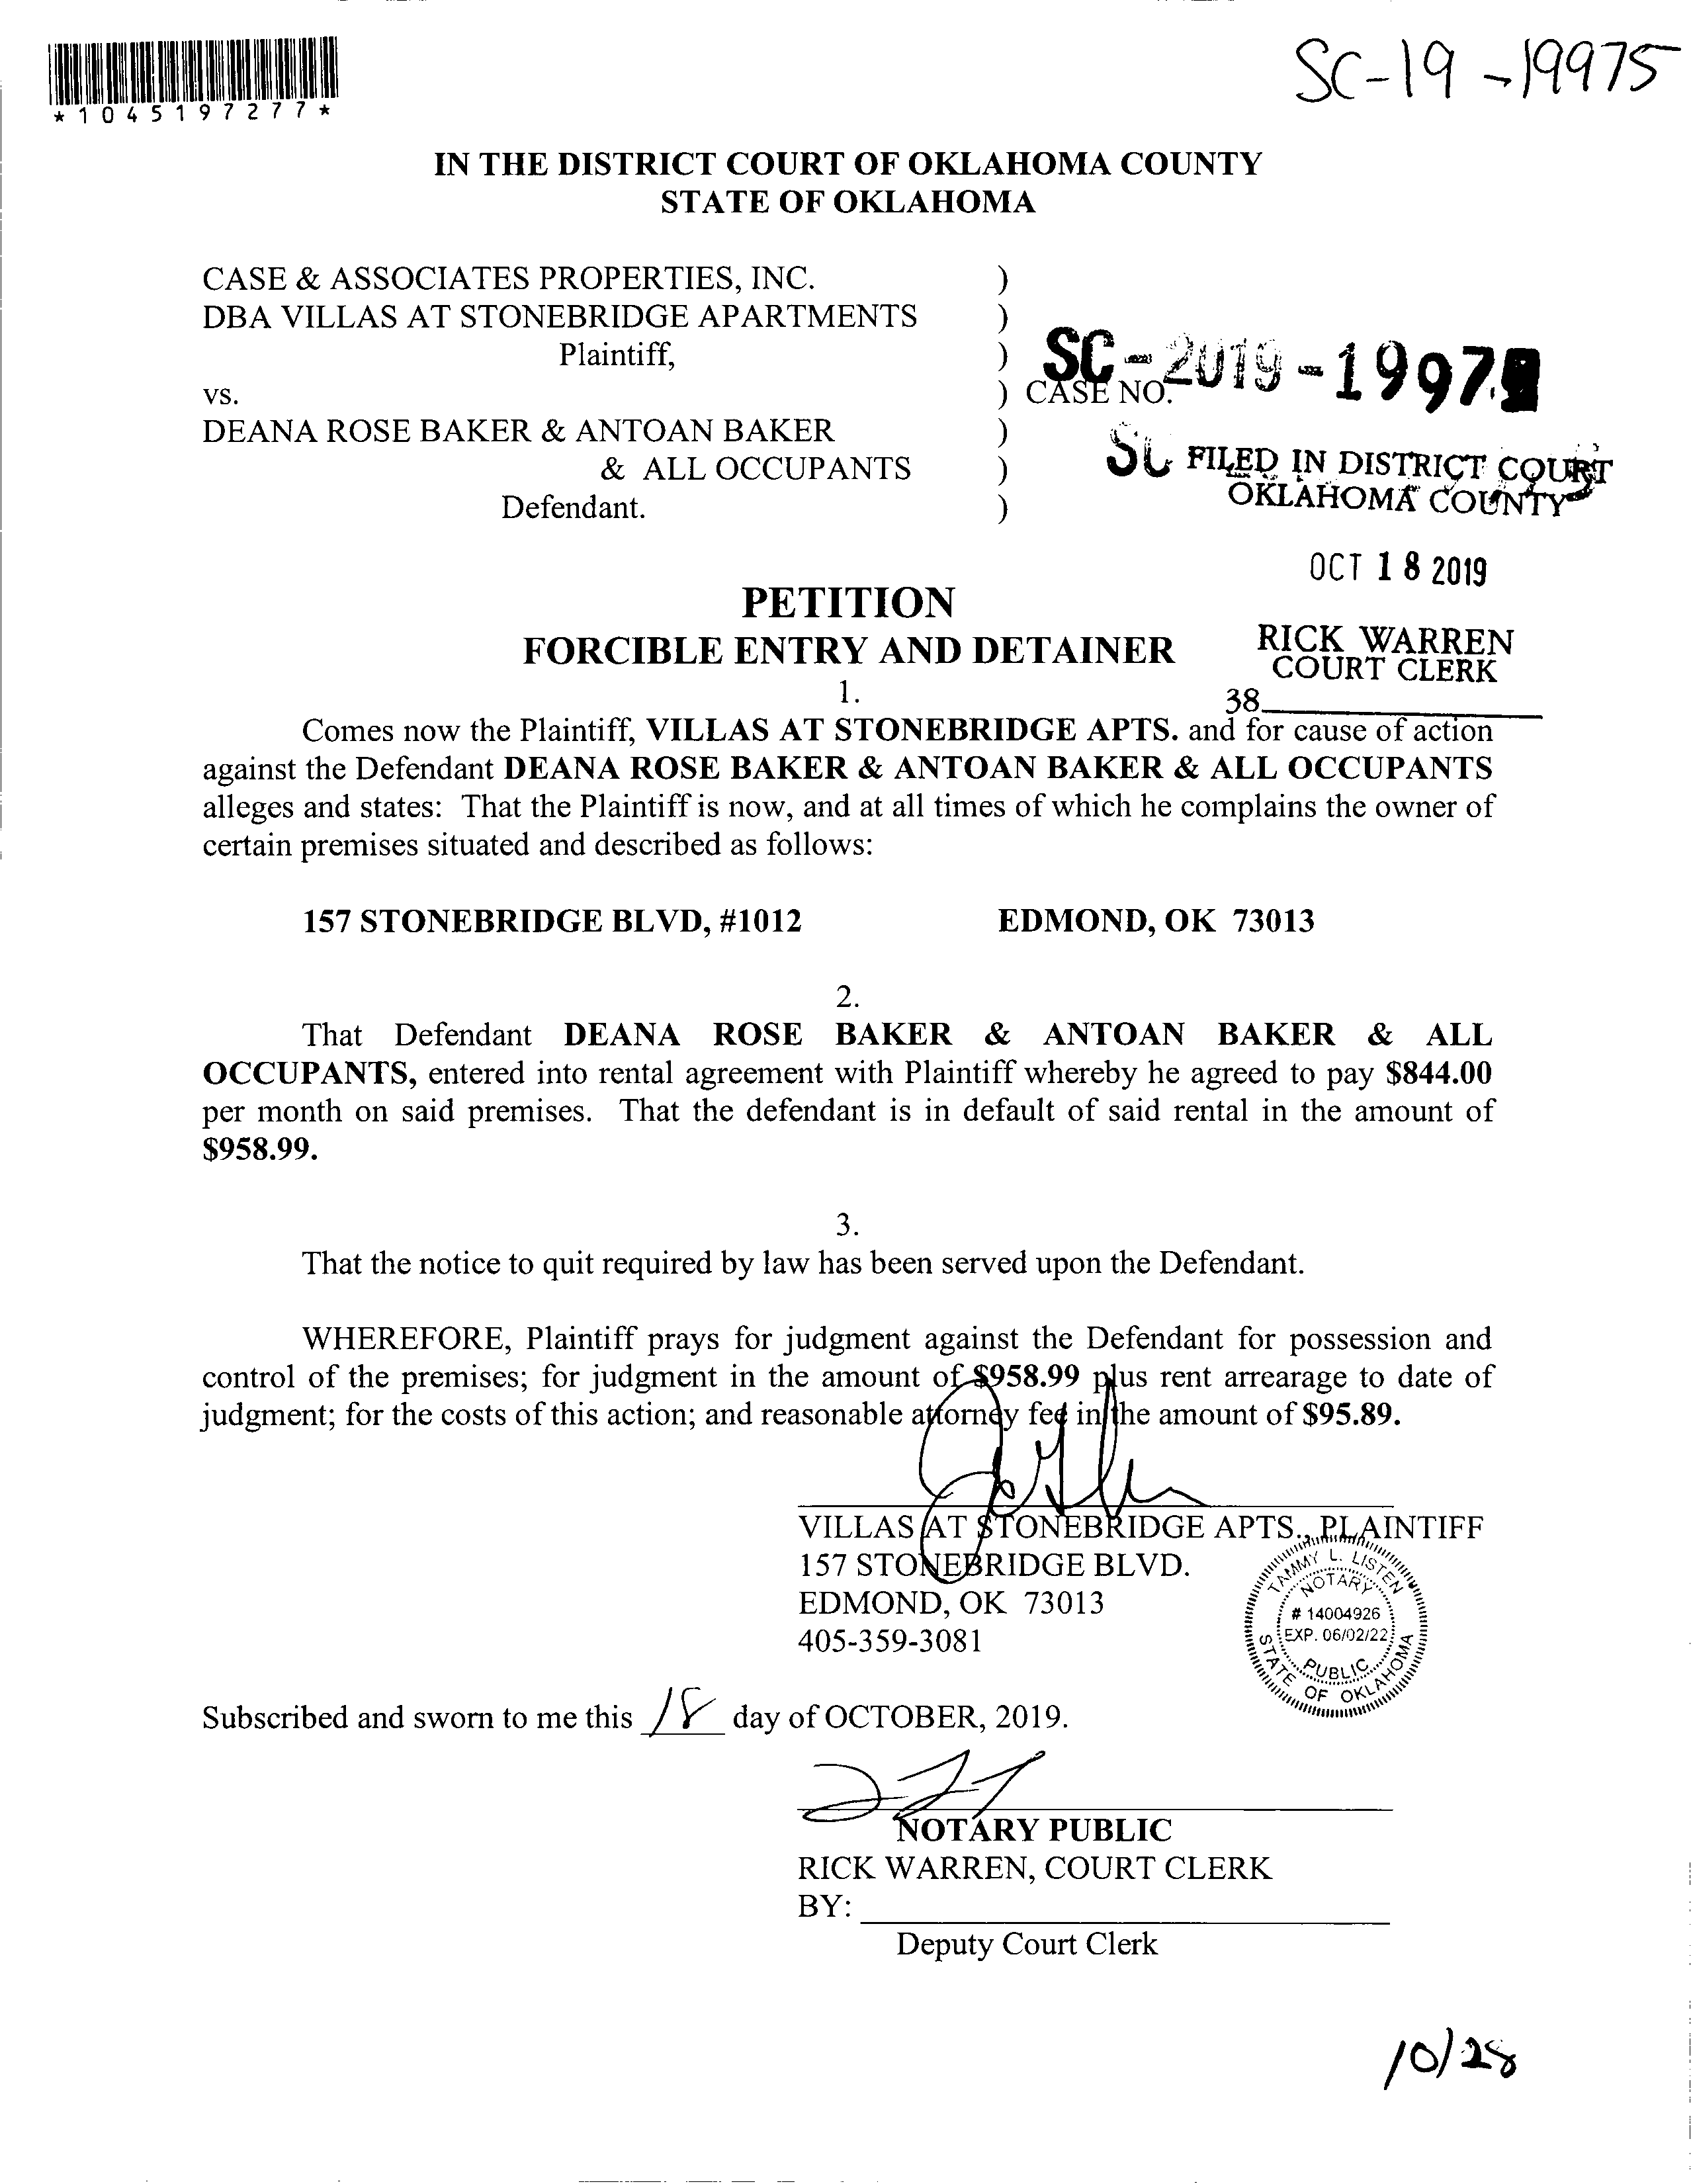 *1045197277*
SC-19-19975
IN THE DISTRICT COURT OF OKLAHOMA COUNTY
STATE OF OKLAHOMA
CASE & ASSOCIATES PROPERTIES, INC. )
DBA VILLAS AT STONEBRIDGE APARTMENTS )
Plaintiff, )
vs. ) CASE NO. SC-2019-1997
DEANA ROSE BAKER & ANTOAN BAKER )
& ALL OCCUPANTS )
Defendant. )
SC FILED IN DISTRICT COURT
OKLAHOMA COUNTY
OCT 18 2019
PETITION
FORCIBLE ENTRY AND DETAINER
RICK WARREN
COURT CLERK
38
1.
Comes now the Plaintiff, VILLAS AT STONEBRIDGE APTS. and for cause of action
against the Defendant DEANA ROSE BAKER & ANTOAN BAKER & ALL OCCUPANTS
alleges and states: That the Plaintiff is now, and at all times of which he complains the owner of
certain premises situated and described as follows:
157 STONEBRIDGE BLVD, #1012 EDMOND, OK 73013
2.
That Defendant DEANA ROSE BAKER & ANTOAN BAKER & ALL
OCCUPANTS, entered into rental agreement with Plaintiff whereby he agreed to pay $844.00
per month on said premises. That the defendant is in default of said rental in the amount of
$958.99.
3.
That the notice to quit required by law has been served upon the Defendant.
WHEREFORE, Plaintiff prays for judgment against the Defendant for possession and
control of the premises; for judgment in the amount of $958.99 plus rent arrearage to date of
judgment; for the costs of this action; and reasonable attorney fee in the amount of $95.89.
VILLAS AT STONEBRIDGE APTS., PLAINTIFF
157 STONEBRIDGE BLVD.
EDMOND, OK 73013
405-359-3081
TAMMY L. LISTEN
NOTARY
# 14004926
EXP. 06/02/22
PUBLIC
STATE OF OKLAHOMA
Subscribed and sworn to me this 18 day of OCTOBER, 2019.
NOTARY PUBLIC
RICK WARREN, COURT CLERK
BY:
Deputy Court Clerk
10/28